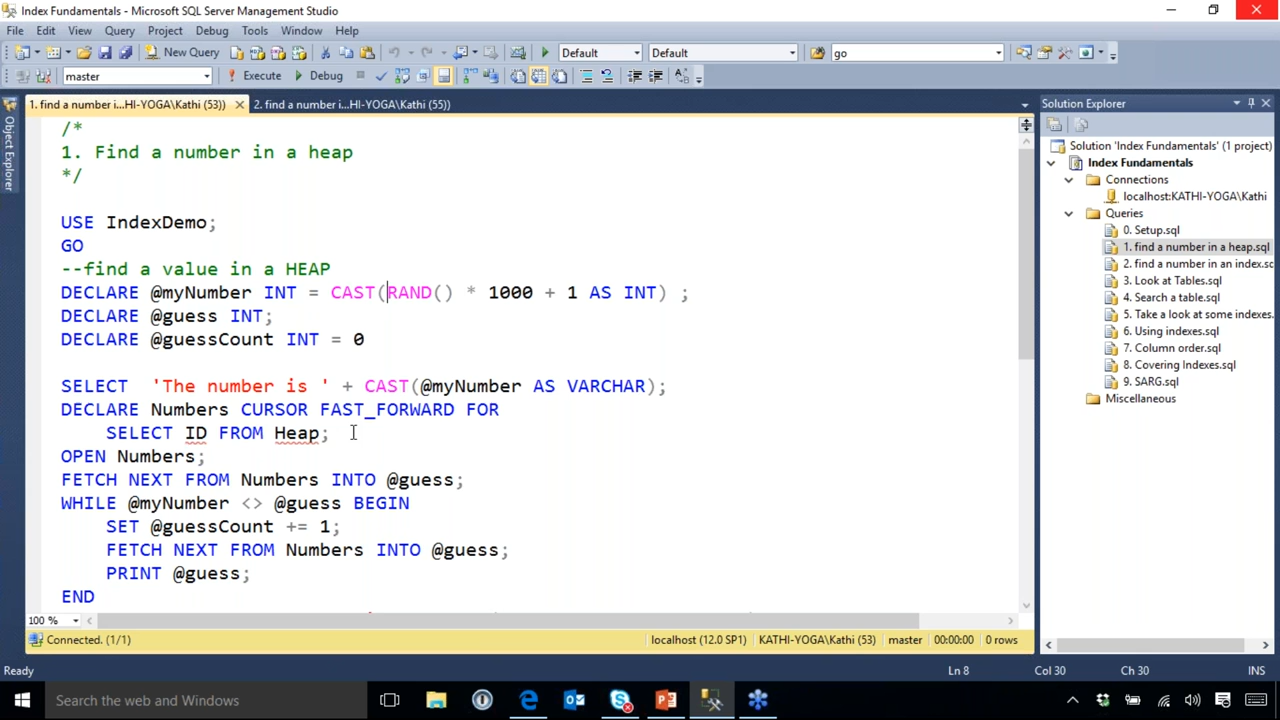 Index Fundamentals - Microsoft SQL Server Management Studio
File Edit View Query Project Debug Tools Window Help
New Query Default Default go
master Execute Debug
1. find a number i...HI-YOGA\Kathi (53)) 2. find a number i...HI-YOGA\Kathi (55))
Object Explorer
/*
1. Find a number in a heap
*/
USE IndexDemo;
GO
--find a value in a HEAP
DECLARE @myNumber INT = CAST(RAND() * 1000 + 1 AS INT) ;
DECLARE @guess INT;
DECLARE @guessCount INT = 0
SELECT 'The number is ' + CAST(@myNumber AS VARCHAR);
DECLARE Numbers CURSOR FAST_FORWARD FOR
SELECT ID FROM Heap;
OPEN Numbers;
FETCH NEXT FROM Numbers INTO @guess;
WHILE @myNumber <> @guess BEGIN
SET @guessCount += 1;
FETCH NEXT FROM Numbers INTO @guess;
PRINT @guess;
END
100 %
Connected. (1/1) localhost (12.0 SP1) KATHI-YOGA\Kathi (53) master 00:00:00 0 rows
Solution Explorer
Solution 'Index Fundamentals' (1 project)
Index Fundamentals
Connections
localhost:KATHI-YOGA\Kathi
Queries
0. Setup.sql
1. find a number in a heap.sql
2. find a number in an index.sc
3. Look at Tables.sql
4. Search a table.sql
5. Take a look at some indexes.
6. Using indexes.sql
7. Column order.sql
8. Covering Indexes.sql
9. SARG.sql
Miscellaneous
Ready Ln 8 Col 30 Ch 30 INS
Search the web and Windows